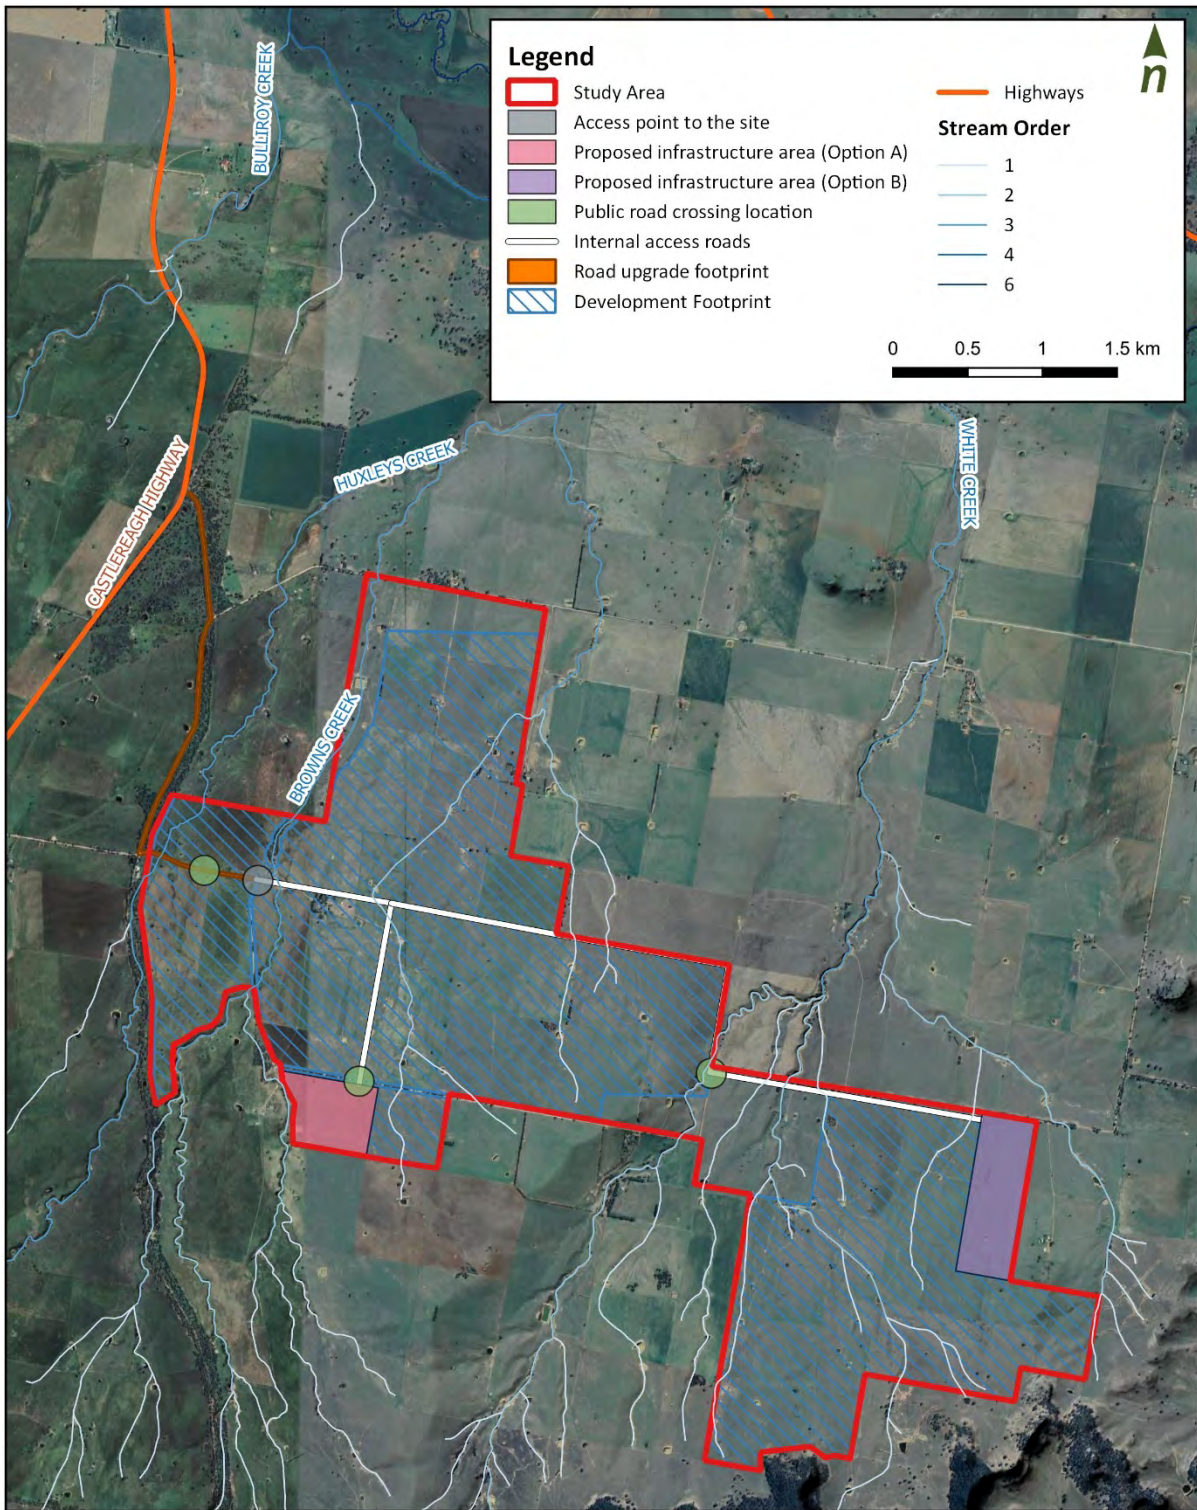 Legend
Study Area
Access point to the site
Proposed infrastructure area (Option A)
Proposed infrastructure area (Option B)
Public road crossing location
Internal access roads
Road upgrade footprint
Development Footprint
n
Highways
Stream Order
1
2
3
4
6
0 0.5 1 1.5 km
BULLIROY CREEK
HUXLEYS CREEK
WHITE CREEK
CASTLEREAGH HIGHWAY
BROWNS CREEK